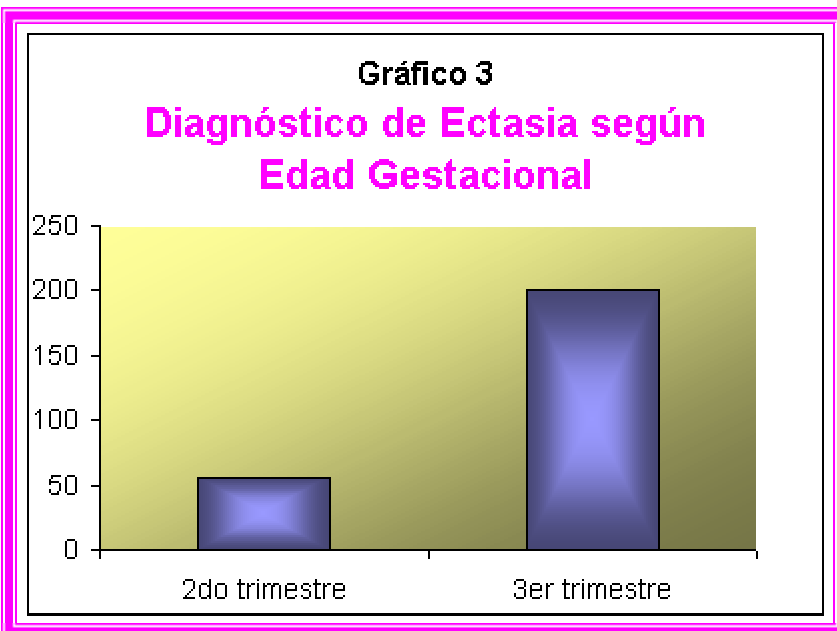 Gráfico 3
Diagnóstico de Ectasia según
Edad Gestacional
250
200
150
100
50
0
2do trimestre
3er trimestre